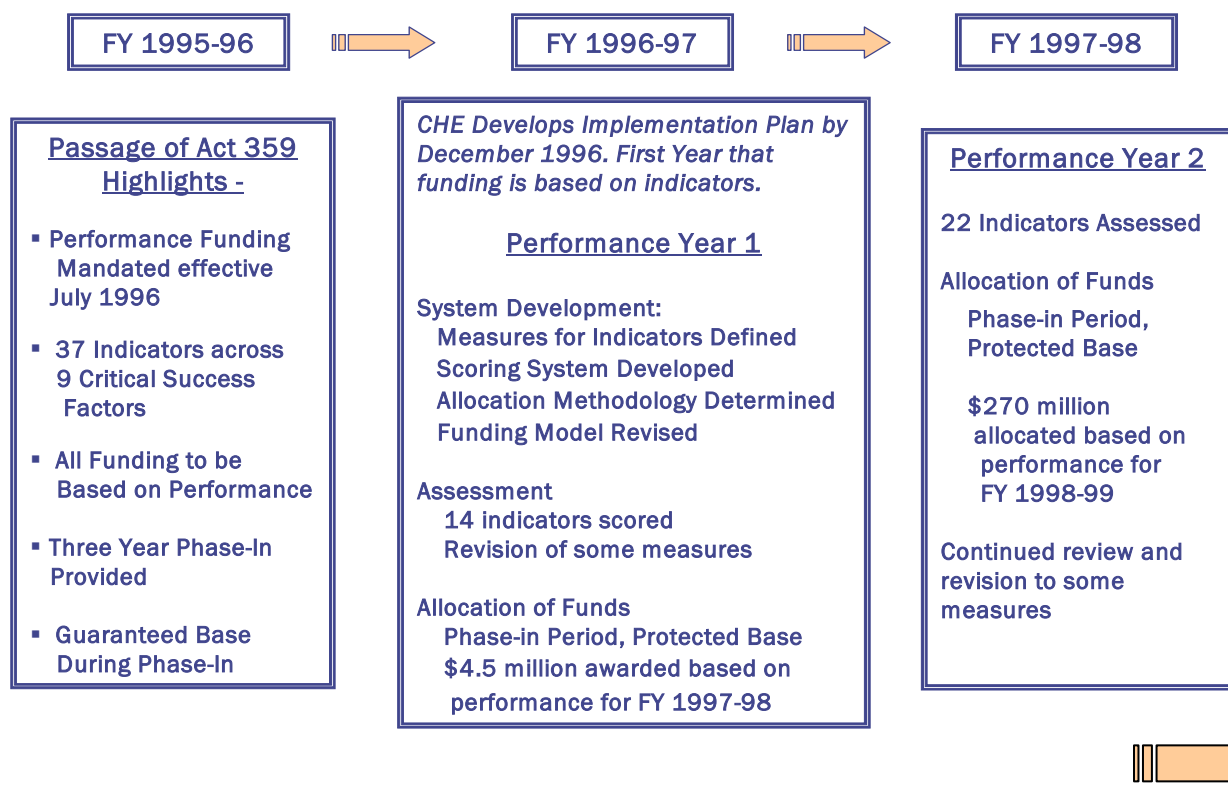 FY 1995-96
FY 1996-97
FY 1997-98
Passage of Act 359
Highlights -
▪ Performance Funding
Mandated effective
July 1996
▪ 37 Indicators across
9 Critical Success
Factors
▪ All Funding to be
Based on Performance
▪ Three Year Phase-In
Provided
▪ Guaranteed Base
During Phase-In
CHE Develops Implementation Plan by
December 1996. First Year that
funding is based on indicators.
Performance Year 1
System Development:
Measures for Indicators Defined
Scoring System Developed
Allocation Methodology Determined
Funding Model Revised
Assessment
14 indicators scored
Revision of some measures
Allocation of Funds
Phase-in Period, Protected Base
$4.5 million awarded based on
performance for FY 1997-98
Performance Year 2
22 Indicators Assessed
Allocation of Funds
Phase-in Period,
Protected Base
$270 million
allocated based on
performance for
FY 1998-99
Continued review and
revision to some
measures